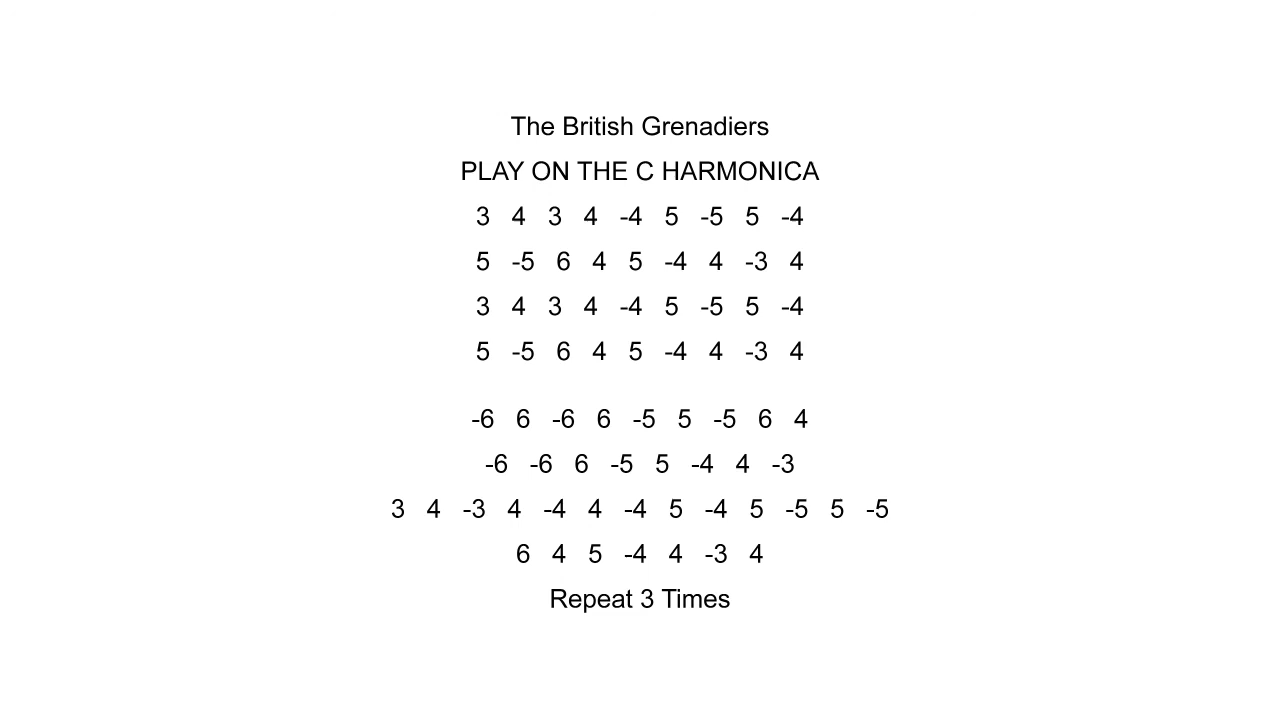 The British Grenadiers
PLAY ON THE C HARMONICA
3 4 3 4 -4 5 -5 5 -4
5 -5 6 4 5 -4 4 -3 4
3 4 3 4 -4 5 -5 5 -4
5 -5 6 4 5 -4 4 -3 4
-6 6 -6 6 -5 5 -5 6 4
-6 -6 6 -5 5 -4 4 -3
3 4 -3 4 -4 4 -4 5 -4 5 -5 5 -5
6 4 5 -4 4 -3 4
Repeat 3 Times